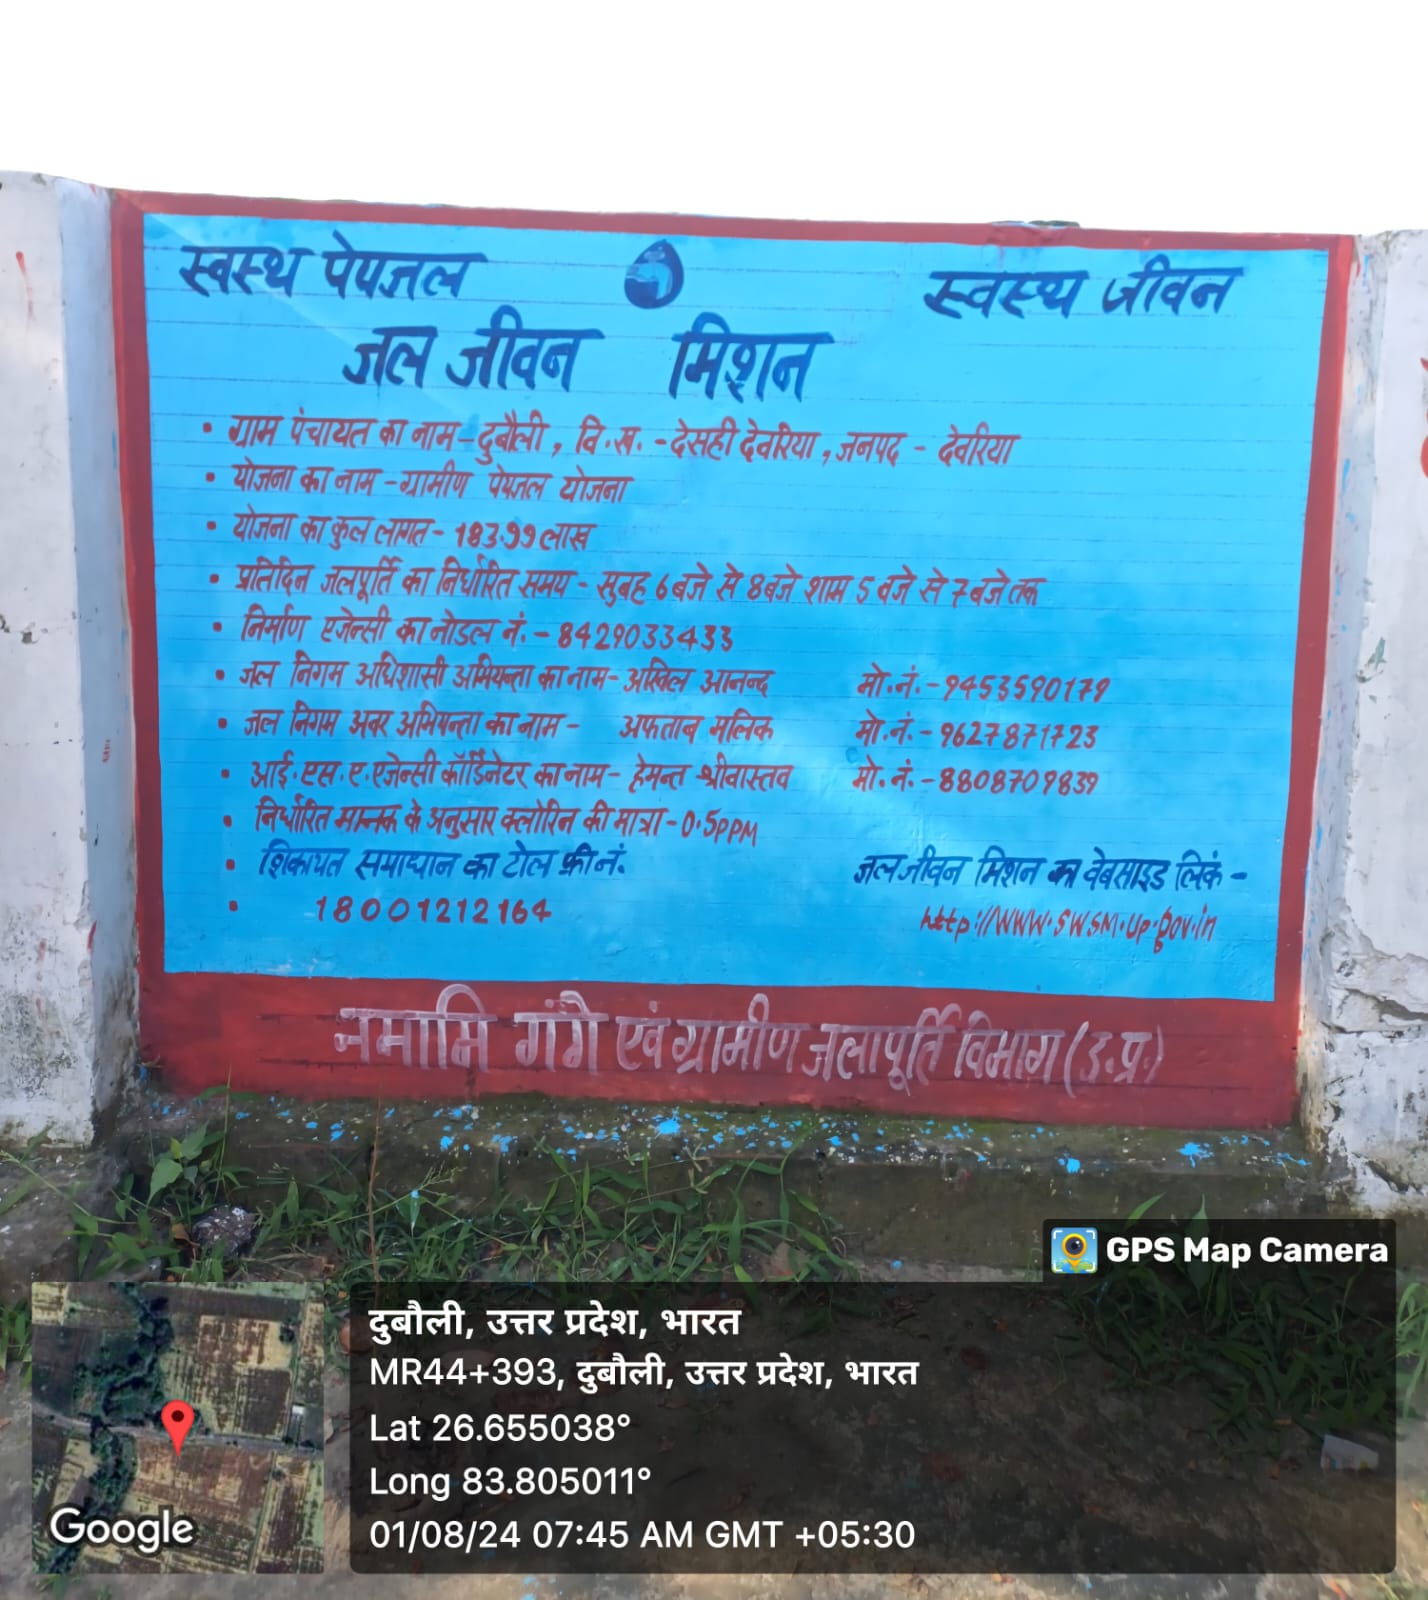 स्वस्थ पेयजल स्वस्थ जीवन
जल जीवन मिशन
• ग्राम पंचायत का नाम - दुबौली, वि.ख. - देसही देवरिया, जनपद - देवरिया
• योजना का नाम - ग्रामीण पेयजल योजना
• योजना का कुल लागत - 183.99 लाख
• प्रतिदिन जलपूर्ति का निर्धारित समय - सुबह 6 बजे से 8 बजे शाम 5 बजे से 7 बजे तक
• निर्माण एजेन्सी का नोडल नं. - 8429033433
• जल निगम अधिशासी अभियन्ता का नाम - अखिल आनन्द मो.नं. - 9453590179
• जल निगम अवर अभियन्ता का नाम - अफताब मलिक मो.नं. - 9627871723
• आई.एस.ए.एजेन्सी कॉर्डिनेटर का नाम - हेमन्त श्रीवास्तव मो.नं. - 8808709839
• निर्धारित मानक के अनुसार क्लोरिन की मात्रा - 0.5PPM
• शिकायत समाधान का टोल फ्री नं. जल जीवन मिशन का वेबसाइड लिंक -
• 18001212164 http://www.swsm.up.gov.in
नमामि गंगे एवं ग्रामीण जलापूर्ति विभाग (उ.प्र.)
GPS Map Camera
दुबौली, उत्तर प्रदेश, भारत
MR44+393, दुबौली, उत्तर प्रदेश, भारत
Lat 26.655038°
Long 83.805011°
01/08/24 07:45 AM GMT +05:30
Google